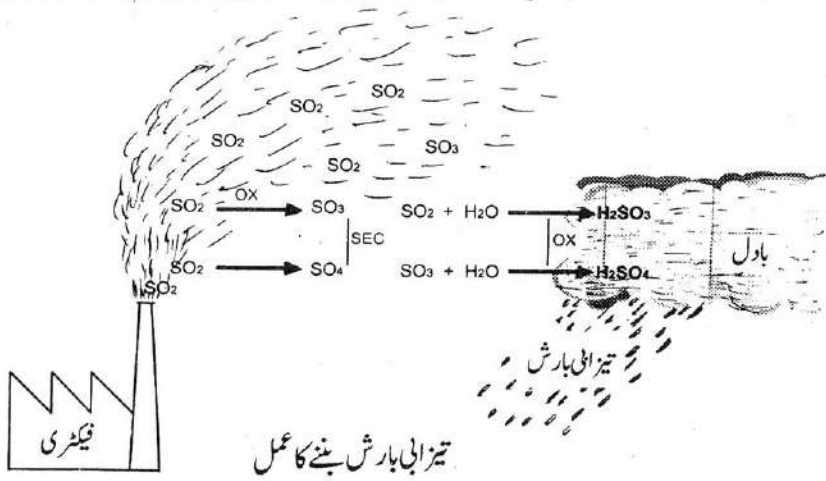 SO₂
SO₂
SO₂
SO₂
SO₃
SO₂ OX SO₃ SO₂ + H₂O H₂SO₃
SEC OX
بادل
SO₂ SO₄ SO₃ + H₂O H₂SO₄
SO₂
تیزابی بارش
فیکٹری
تیزابی بارش بننے کا عمل